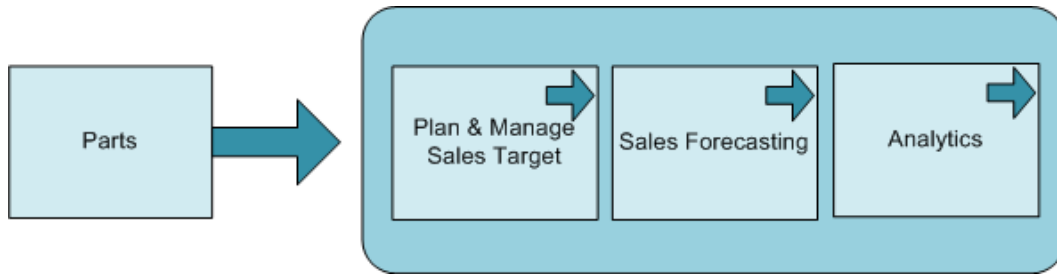 Parts
Plan & Manage
Sales Target
Sales Forecasting
Analytics